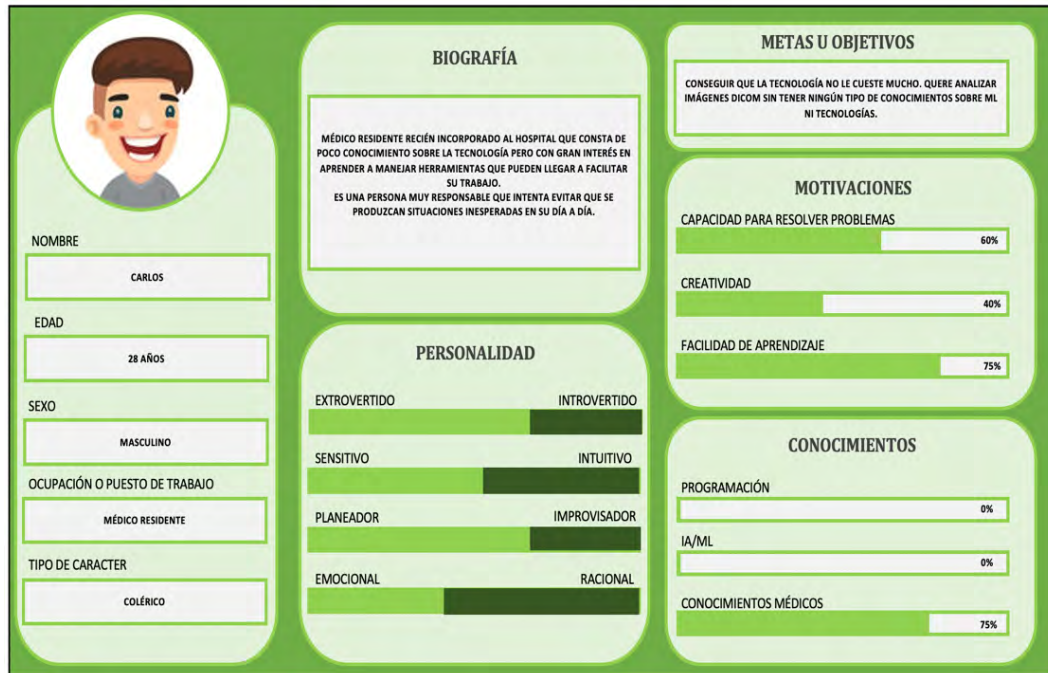 NOMBRE
CARLOS
EDAD
28 AÑOS
SEXO
MASCULINO
OCUPACIÓN O PUESTO DE TRABAJO
MÉDICO RESIDENTE
TIPO DE CARACTER
COLÉRICO
BIOGRAFÍA
MÉDICO RESIDENTE RECIÉN INCORPORADO AL HOSPITAL QUE CONSTA DE
POCO CONOCIMIENTO SOBRE LA TECNOLOGÍA PERO CON GRAN INTERÉS EN
APRENDER A MANEJAR HERRAMIENTAS QUE PUEDEN LLEGAR A FACILITAR
SU TRABAJO.
ES UNA PERSONA MUY RESPONSABLE QUE INTENTA EVITAR QUE SE
PRODUZCAN SITUACIONES INESPERADAS EN SU DÍA A DÍA.
PERSONALIDAD
EXTROVERTIDO INTROVERTIDO
SENSITIVO INTUITIVO
PLANEADOR IMPROVISADOR
EMOCIONAL RACIONAL
METAS U OBJETIVOS
CONSEGUIR QUE LA TECNOLOGÍA NO LE CUESTE MUCHO. QUERE ANALIZAR
IMÁGENES DICOM SIN TENER NINGÚN TIPO DE CONOCIMIENTOS SOBRE ML
NI TECNOLOGÍAS.
MOTIVACIONES
CAPACIDAD PARA RESOLVER PROBLEMAS
60%
CREATIVIDAD
40%
FACILIDAD DE APRENDIZAJE
75%
CONOCIMIENTOS
PROGRAMACIÓN
0%
IA/ML
0%
CONOCIMIENTOS MÉDICOS
75%